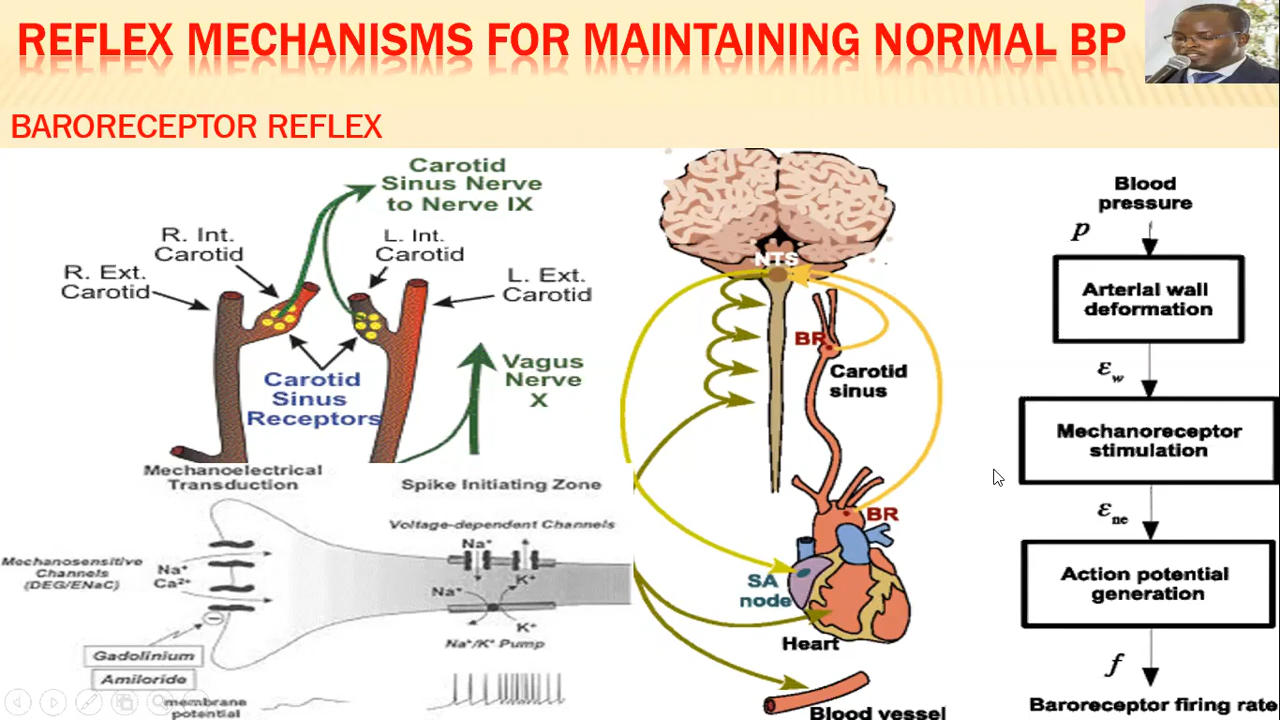 REFLEX MECHANISMS FOR MAINTAINING NORMAL BP
BARORECEPTOR REFLEX
Carotid
Sinus Nerve
to Nerve IX
R. Int.
Carotid
L. Int.
Carotid
R. Ext.
Carotid
L. Ext.
Carotid
Carotid
Sinus
Receptors
Vagus
Nerve
X
Mechanoelectrical
Transduction
Spike Initiating Zone
Voltage-dependent Channels
Mechanosensitive
Channels
(DEG/ENaC)
Na⁺
Ca²⁺
Na⁺
K⁺
Na⁺
K⁺
Na⁺/K⁺ Pump
Gadolinium
Amiloride
membrane
potential
NTS
BR
Carotid
sinus
BR
SA
node
Heart
Blood vessel
Blood
pressure
p
Arterial wall
deformation
εw
Mechanoreceptor
stimulation
εne
Action potential
generation
f
Baroreceptor firing rate